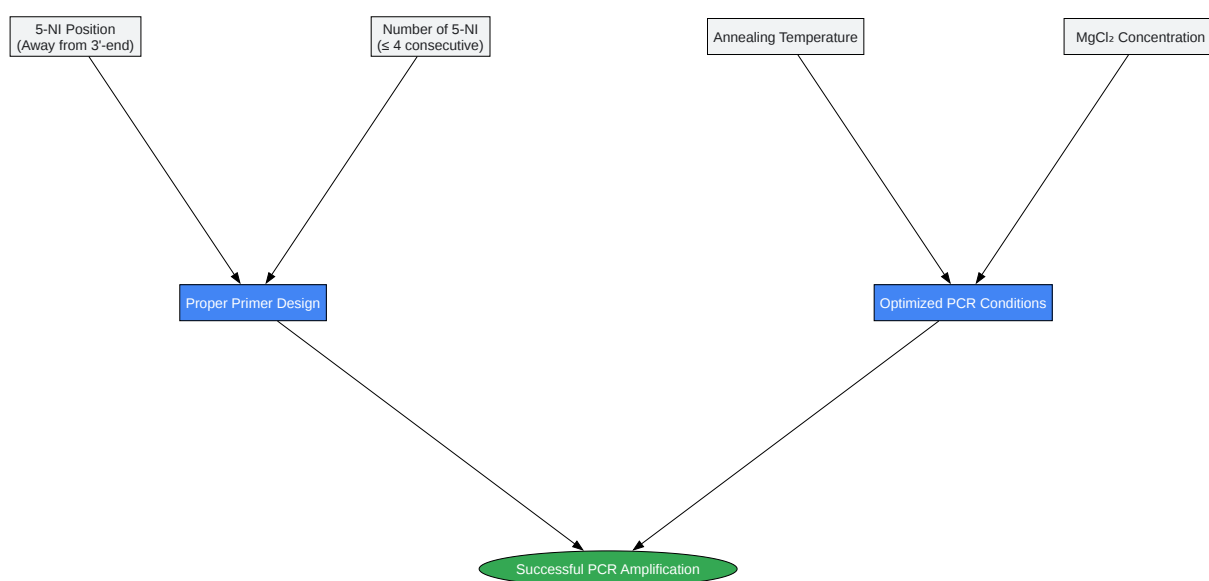 5-NI Position
(Away from 3'-end)
Number of 5-NI
(≤ 4 consecutive)
Annealing Temperature
MgCl₂ Concentration
Proper Primer Design
Optimized PCR Conditions
Successful PCR Amplification